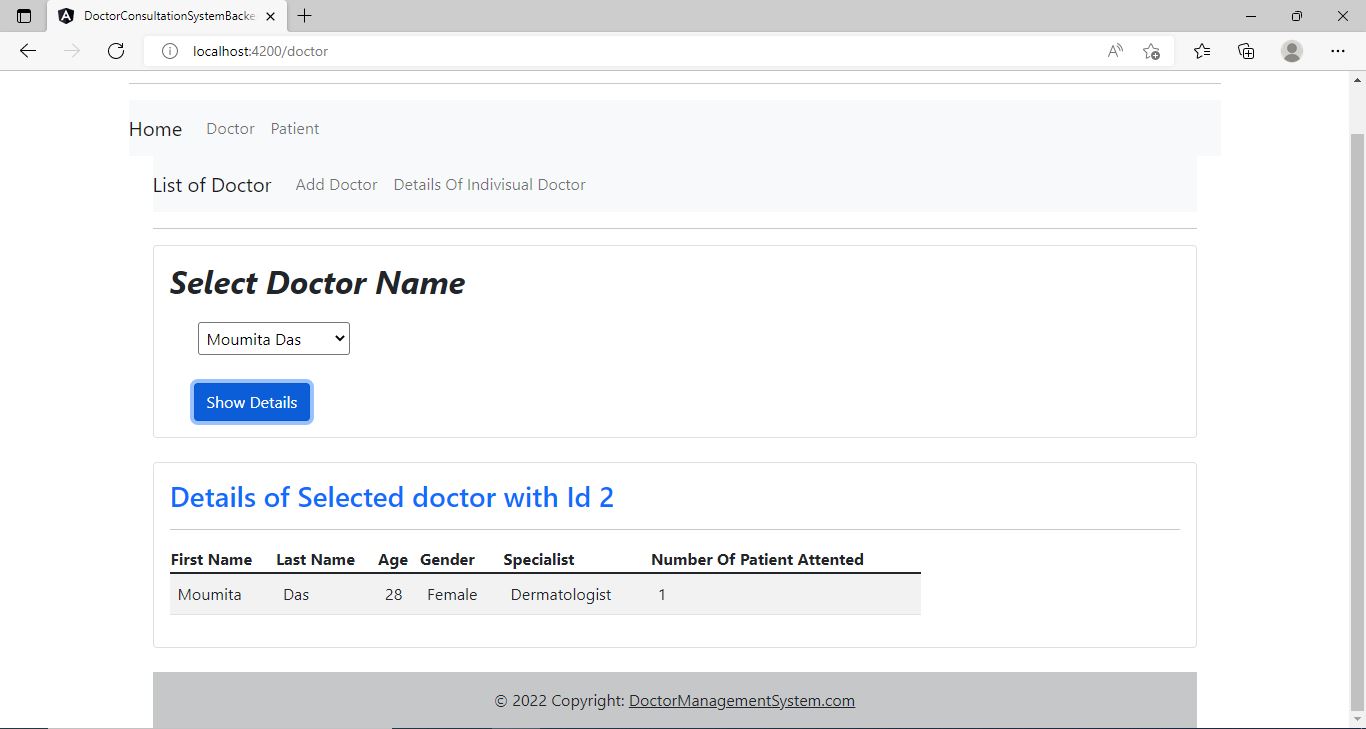 DoctorConsultationSystemBacke
localhost:4200/doctor
Home Doctor Patient
List of Doctor Add Doctor Details Of Indivisual Doctor
Select Doctor Name
Moumita Das
Show Details
Details of Selected doctor with Id 2
First Name Last Name Age Gender Specialist Number Of Patient Attented
Moumita Das 28 Female Dermatologist 1
© 2022 Copyright: DoctorManagementSystem.com